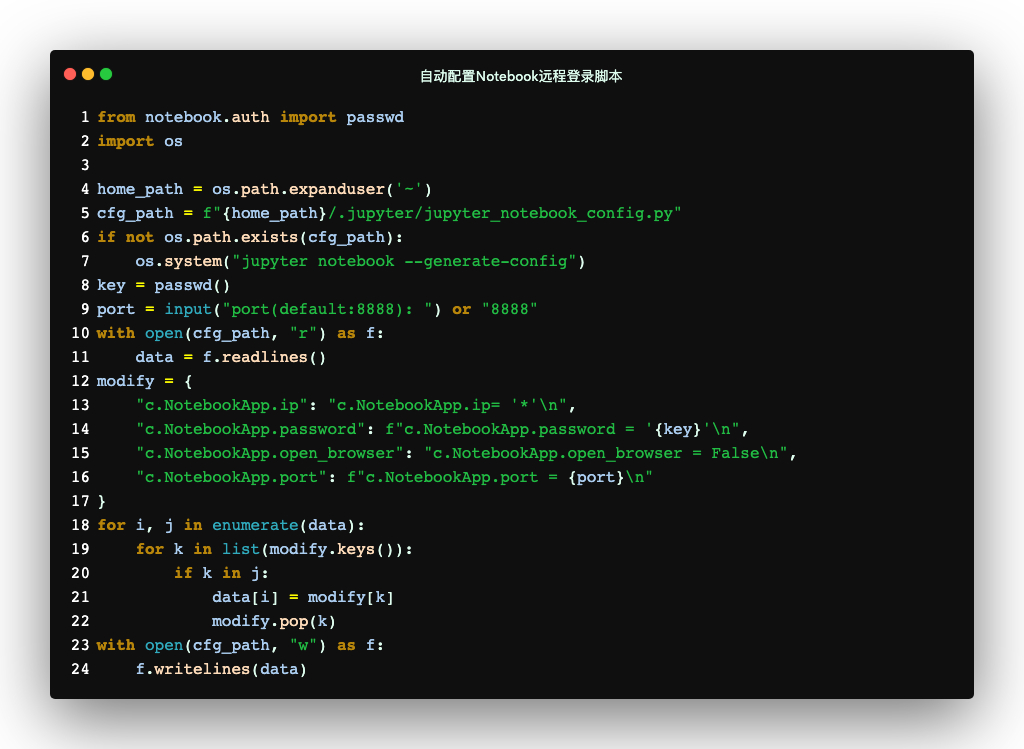 自动配置Notebook远程登录脚本
1 from notebook.auth import passwd
2 import os
3
4 home_path = os.path.expanduser('~')
5 cfg_path = f"{home_path}/.jupyter/jupyter_notebook_config.py"
6 if not os.path.exists(cfg_path):
7     os.system("jupyter notebook --generate-config")
8 key = passwd()
9 port = input("port(default:8888): ") or "8888"
10 with open(cfg_path, "r") as f:
11     data = f.readlines()
12 modify = {
13     "c.NotebookApp.ip": "c.NotebookApp.ip= '*'\n",
14     "c.NotebookApp.password": f"c.NotebookApp.password = '{key}'\n",
15     "c.NotebookApp.open_browser": "c.NotebookApp.open_browser = False\n",
16     "c.NotebookApp.port": f"c.NotebookApp.port = {port}\n"
17 }
18 for i, j in enumerate(data):
19     for k in list(modify.keys()):
20         if k in j:
21             data[i] = modify[k]
22             modify.pop(k)
23 with open(cfg_path, "w") as f:
24     f.writelines(data)